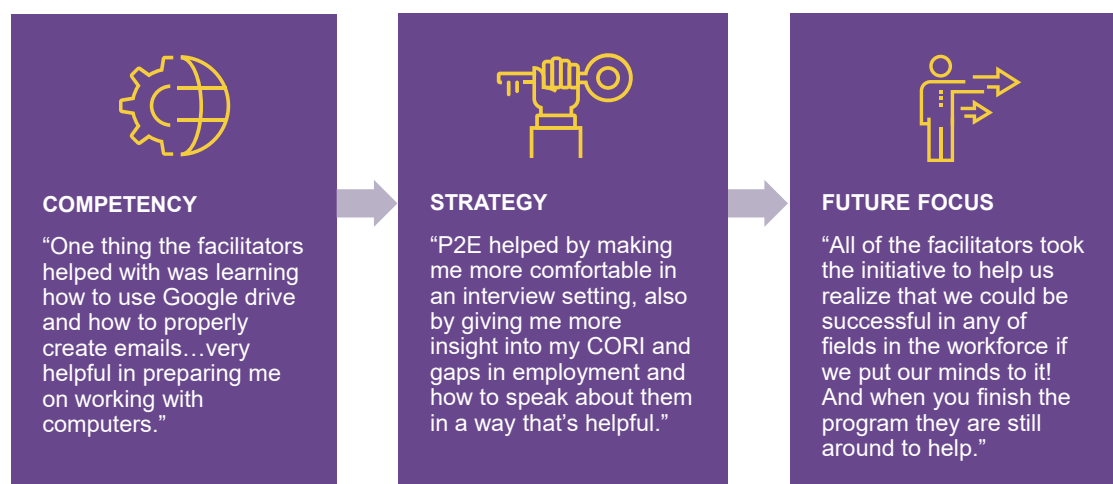 COMPETENCY
“One thing the facilitators
helped with was learning
how to use Google drive
and how to properly
create emails…very
helpful in preparing me
on working with
computers.”
STRATEGY
“P2E helped by making
me more comfortable in
an interview setting, also
by giving me more
insight into my CORI and
gaps in employment and
how to speak about them
in a way that’s helpful.”
FUTURE FOCUS
“All of the facilitators took
the initiative to help us
realize that we could be
successful in any of
fields in the workforce if
we put our minds to it!
And when you finish the
program they are still
around to help.”